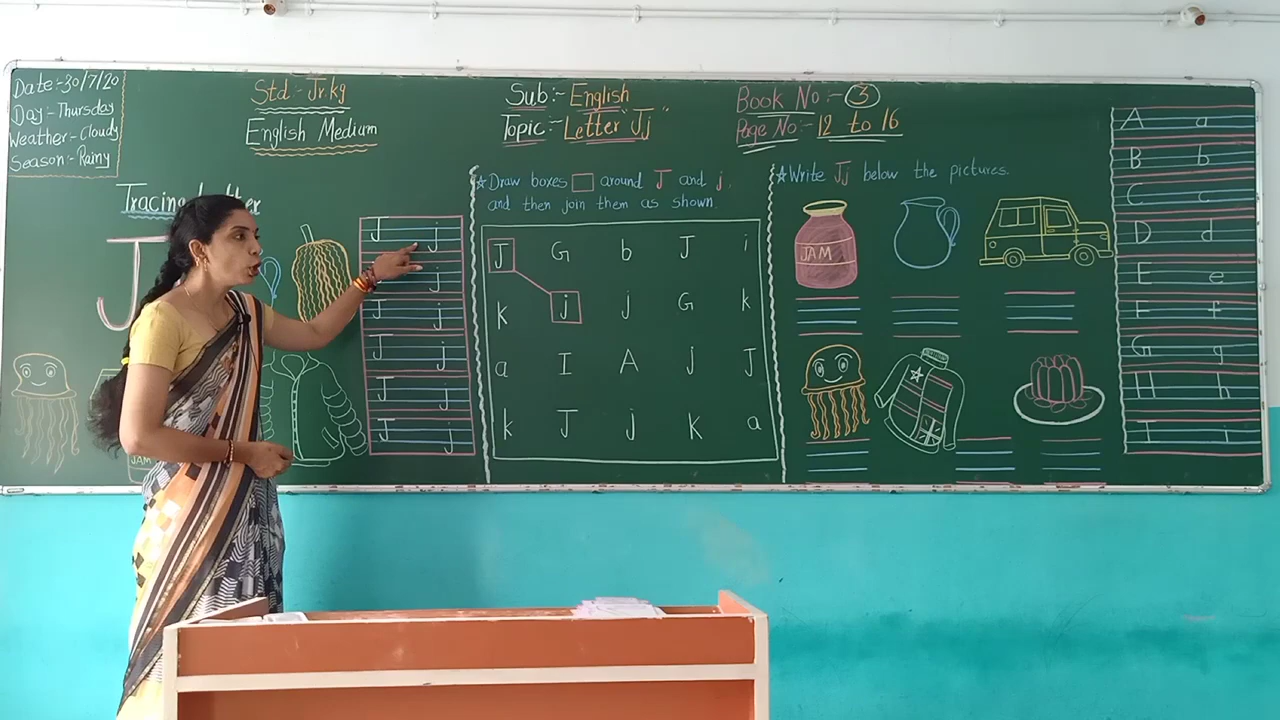 Date:-30/7/20
Day:-Thursday
Weather:-Cloudy
Season:-Rainy
Std:-Jr.kg
English Medium
Sub:- English
Topic:- Letter "Jj"
Book No:- 3
Page No:- 12 to 16
Tracing
J
JAM
J j
j
J j
J j
J j
J j
☆Draw boxes □ around J and j,
and then join them as shown.
J G b J i
k j j G k
a I A j J
k J j K a
☆Write Jj below the pictures.
JAM
A a
B b
C c
D d
E e
F f
G g
H h
I i